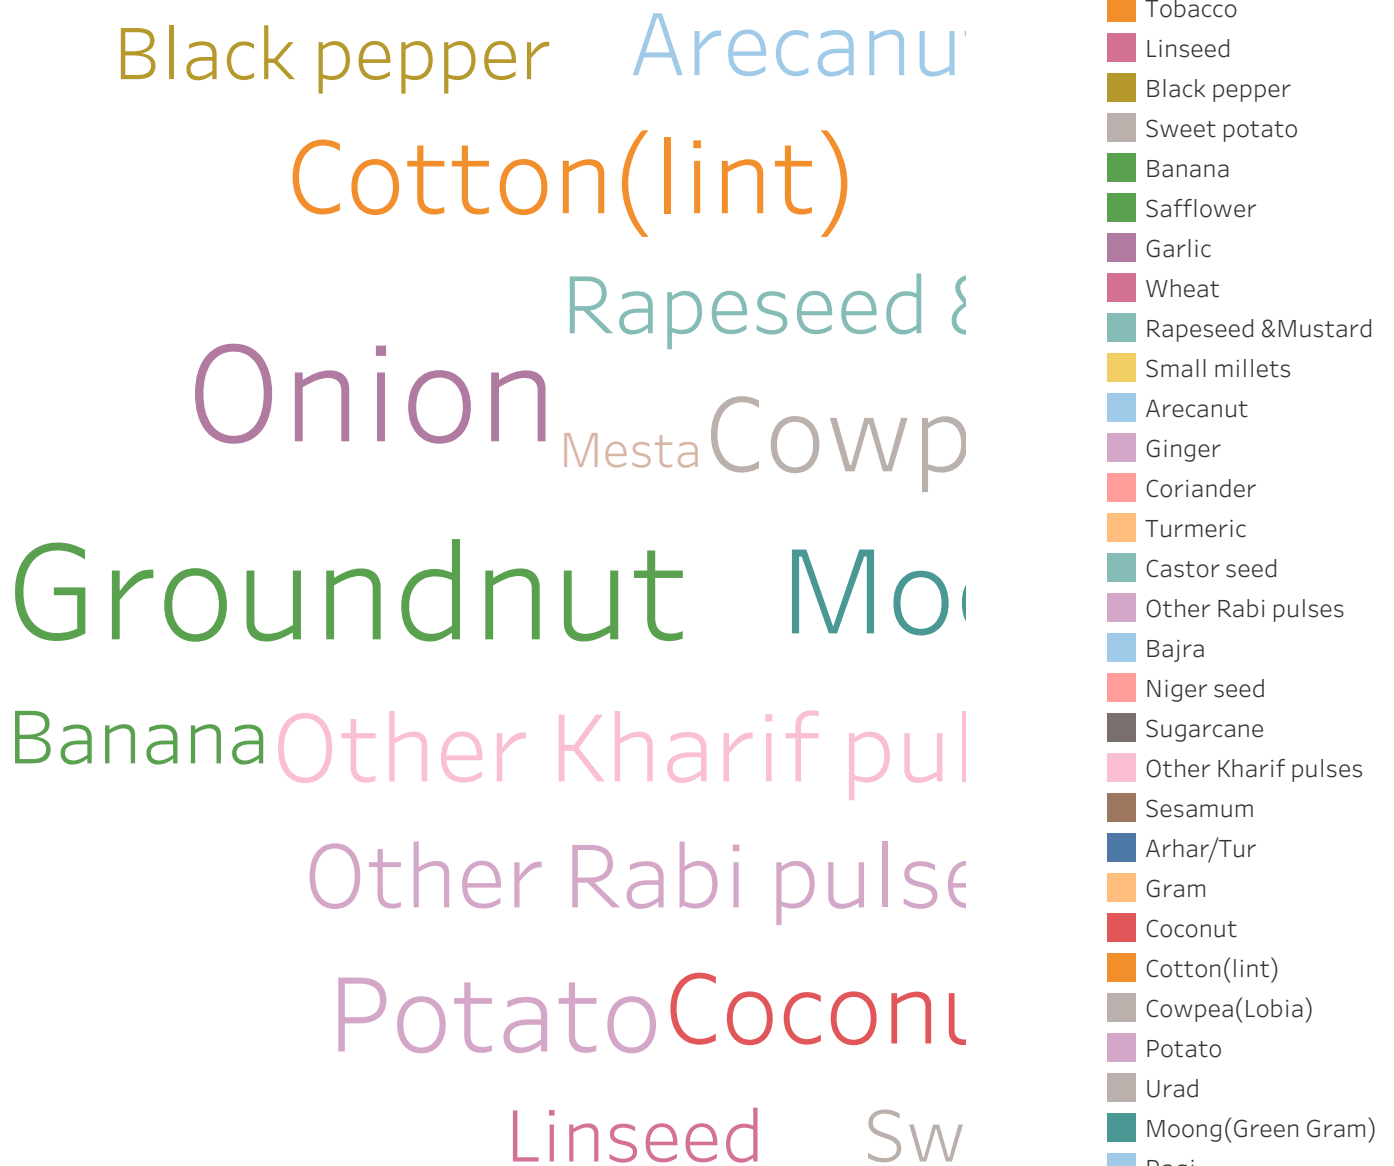 Black pepper
Arecanu
Cotton(lint)
Rapeseed &
Onion
Mesta
Cowp
Groundnut
Moo
Banana
Other Kharif pul
Other Rabi pulse
Potato
Coconu
Linseed
Sw
Tobacco
Linseed
Black pepper
Sweet potato
Banana
Safflower
Garlic
Wheat
Rapeseed &Mustard
Small millets
Arecanut
Ginger
Coriander
Turmeric
Castor seed
Other Rabi pulses
Bajra
Niger seed
Sugarcane
Other Kharif pulses
Sesamum
Arhar/Tur
Gram
Coconut
Cotton(lint)
Cowpea(Lobia)
Potato
Urad
Moong(Green Gram)
Ragi